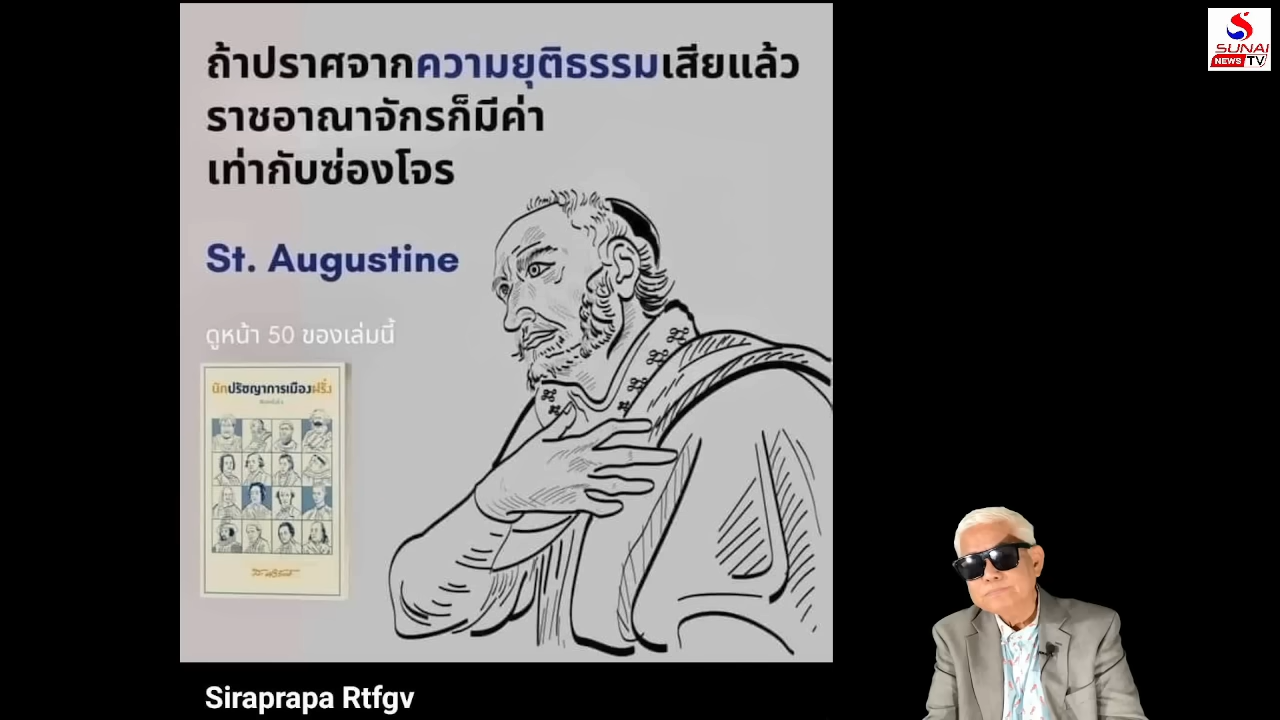 ถ้าปราศจากความยุติธรรมเสียแล้ว
ราชอาณาจักรก็มีค่า
เท่ากับซ่องโจร
St. Augustine
ดูหน้า 50 ของเล่มนี้
นักปรัชญาการเมืองฝรั่ง
Siraprapa Rtfgv
SUNAI
NEWS TV